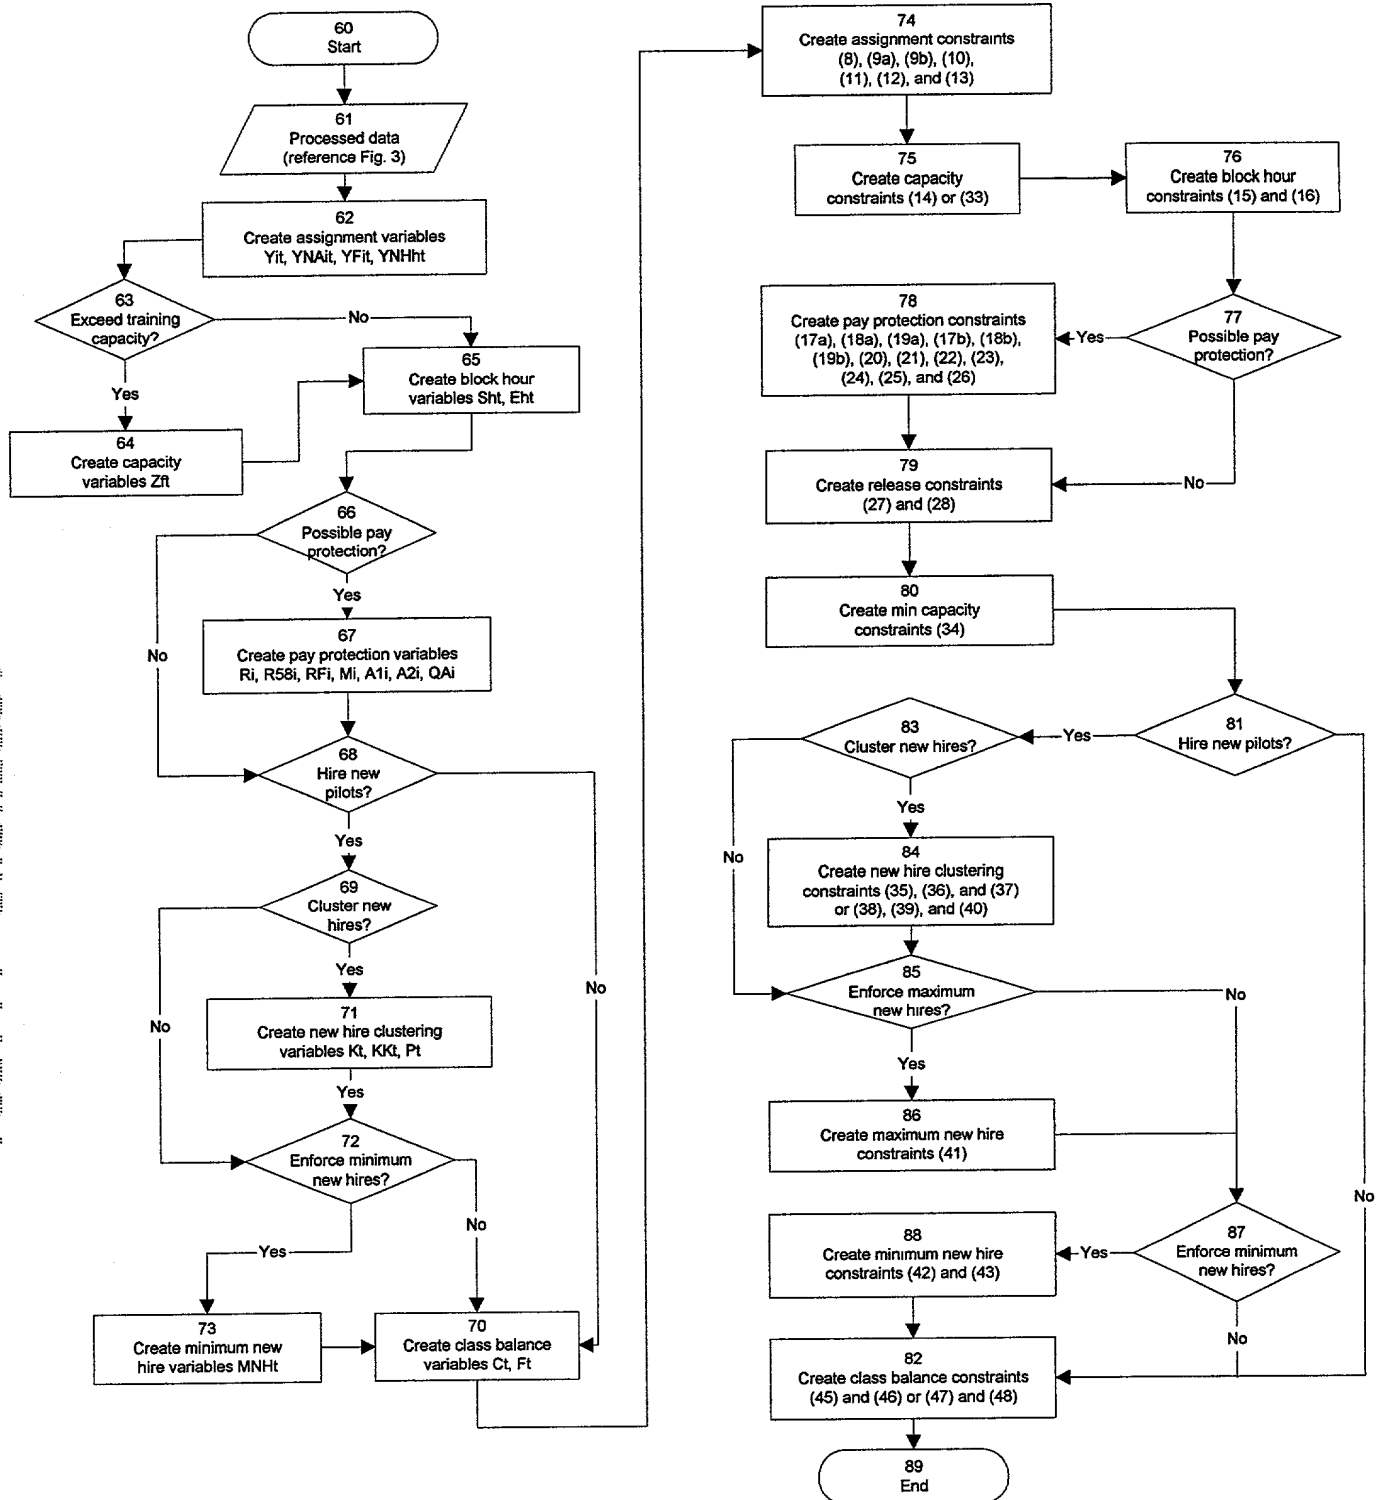 60
Start
61
Processed data
(reference Fig. 3)
62
Create assignment variables
Yit, YNAit, YFit, YNHht
63
Exceed training
capacity?
No
Yes
65
Create block hour
variables Sht, Eht
64
Create capacity
variables Zft
66
Possible pay
protection?
Yes
No
67
Create pay protection variables
Ri, R58i, RFi, Mi, A1i, A2i, QAi
68
Hire new
pilots?
Yes
No
69
Cluster new
hires?
Yes
No
71
Create new hire clustering
variables Kt, KKt, Pt
Yes
72
Enforce minimum
new hires?
Yes
No
73
Create minimum new
hire variables MNHt
70
Create class balance
variables Ct, Ft
74
Create assignment constraints
(8), (9a), (9b), (10),
(11), (12), and (13)
75
Create capacity
constraints (14) or (33)
76
Create block hour
constraints (15) and (16)
77
Possible pay
protection?
Yes
No
78
Create pay protection constraints
(17a), (18a), (19a), (17b), (18b),
(19b), (20), (21), (22), (23),
(24), (25), and (26)
79
Create release constraints
(27) and (28)
80
Create min capacity
constraints (34)
81
Hire new pilots?
Yes
No
83
Cluster new hires?
Yes
No
84
Create new hire clustering
constraints (35), (36), and (37)
or (38), (39), and (40)
85
Enforce maximum
new hires?
No
Yes
86
Create maximum new hire
constraints (41)
87
Enforce minimum
new hires?
Yes
No
88
Create minimum new hire
constraints (42) and (43)
82
Create class balance constraints
(45) and (46) or (47) and (48)
89
End